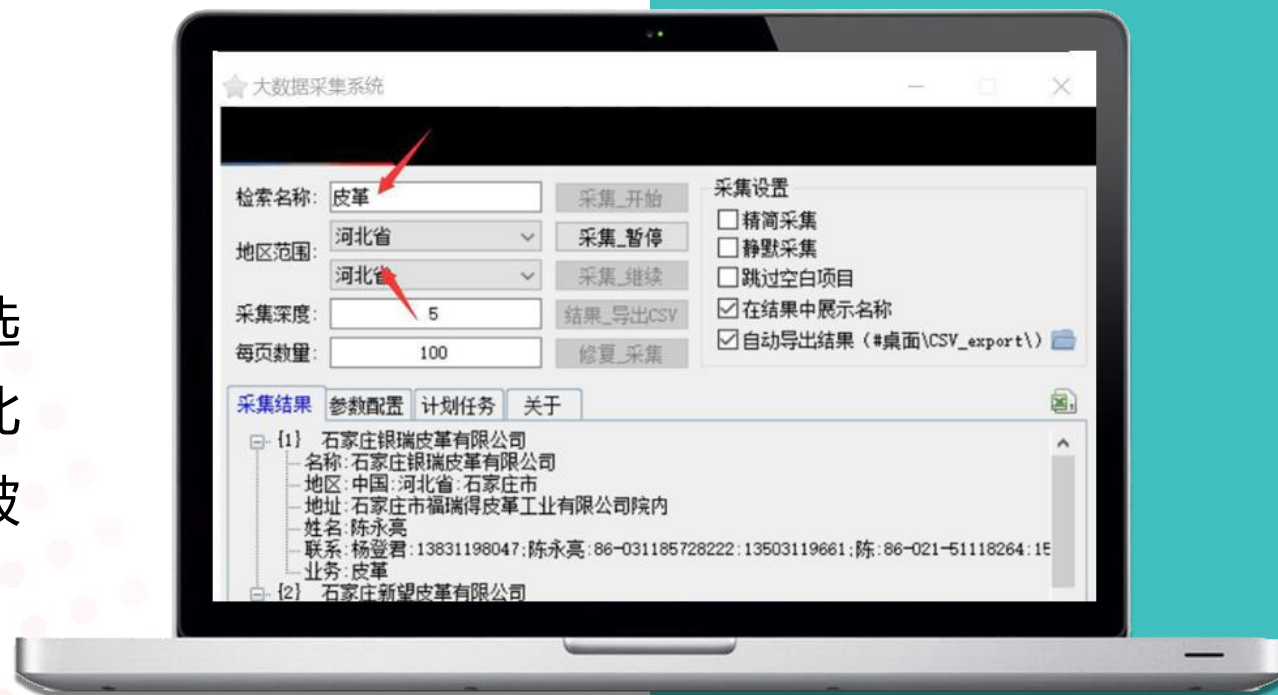 大数据采集系统
检索名称: 皮革
采集_开始
采集设置
精简采集
地区范围: 河北省
采集_暂停
静默采集
河北省
采集_继续
跳过空白项目
采集深度: 5
结果_导出CSV
在结果中展示名称
每页数量: 100
修复_采集
自动导出结果 (#桌面\CSV_export\)
选
采集结果 参数配置 计划任务 关于
{1} 石家庄银瑞皮革有限公司
名称:石家庄银瑞皮革有限公司
地区:中国:河北省:石家庄市
地址:石家庄市福瑞得皮革工业有限公司院内
姓名:陈永亮
联系:杨登君:13831198047;陈永亮:86-031185728222:13503119661;陈:86-021-51118264:15
业务:皮革
{2} 石家庄新望皮革有限公司